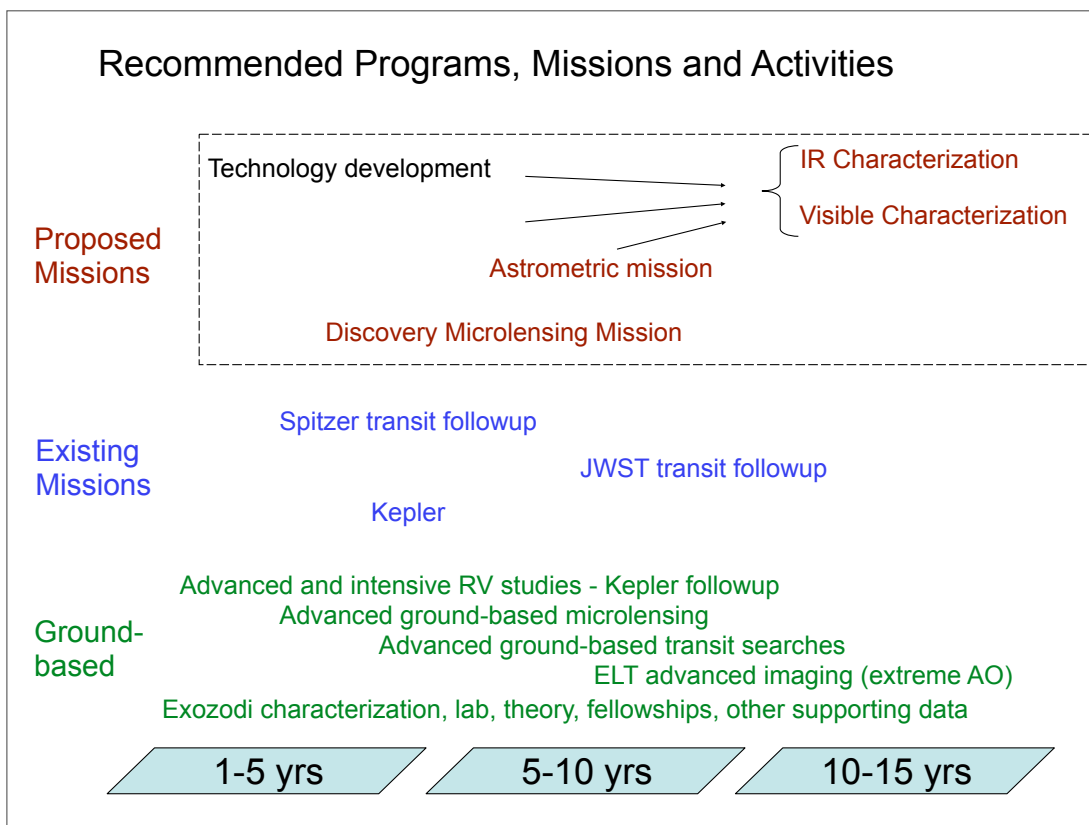 Recommended Programs, Missions and Activities
Technology development
IR Characterization
Visible Characterization
Proposed
Missions
Astrometric mission
Discovery Microlensing Mission
Spitzer transit followup
Existing
Missions
JWST transit followup
Kepler
Advanced and intensive RV studies - Kepler followup
Advanced ground-based microlensing
Ground-
based
Advanced ground-based transit searches
ELT advanced imaging (extreme AO)
Exozodi characterization, lab, theory, fellowships, other supporting data
1-5 yrs
5-10 yrs
10-15 yrs